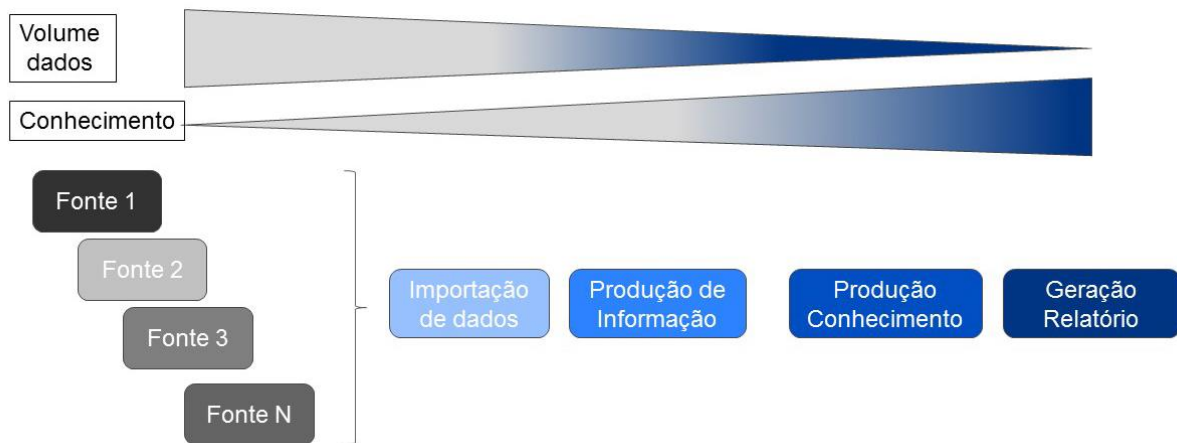 Volume
dados
Conhecimento
Fonte 1
Fonte 2
Fonte 3
Fonte N
Importação
de dados
Produção de
Informação
Produção
Conhecimento
Geração
Relatório